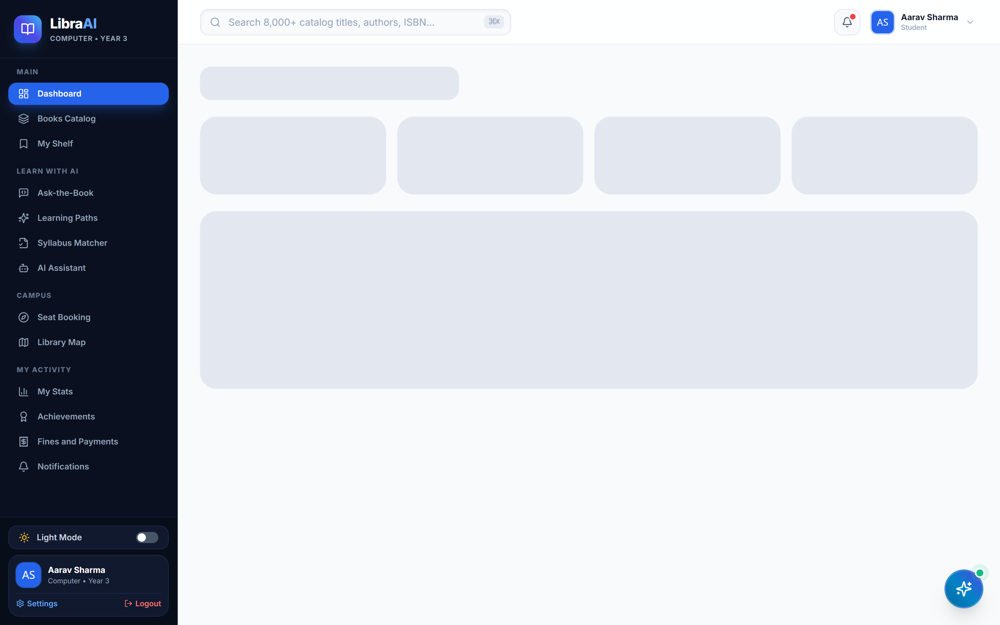 LibraAI
COMPUTER • YEAR 3
MAIN
Dashboard
Books Catalog
My Shelf
LEARN WITH AI
Ask-the-Book
Learning Paths
Syllabus Matcher
AI Assistant
CAMPUS
Seat Booking
Library Map
MY ACTIVITY
My Stats
Achievements
Fines and Payments
Notifications
Light Mode
AS
Aarav Sharma
Computer • Year 3
Settings
Logout
Search 8,000+ catalog titles, authors, ISBN...
⌘K
AS
Aarav Sharma
Student